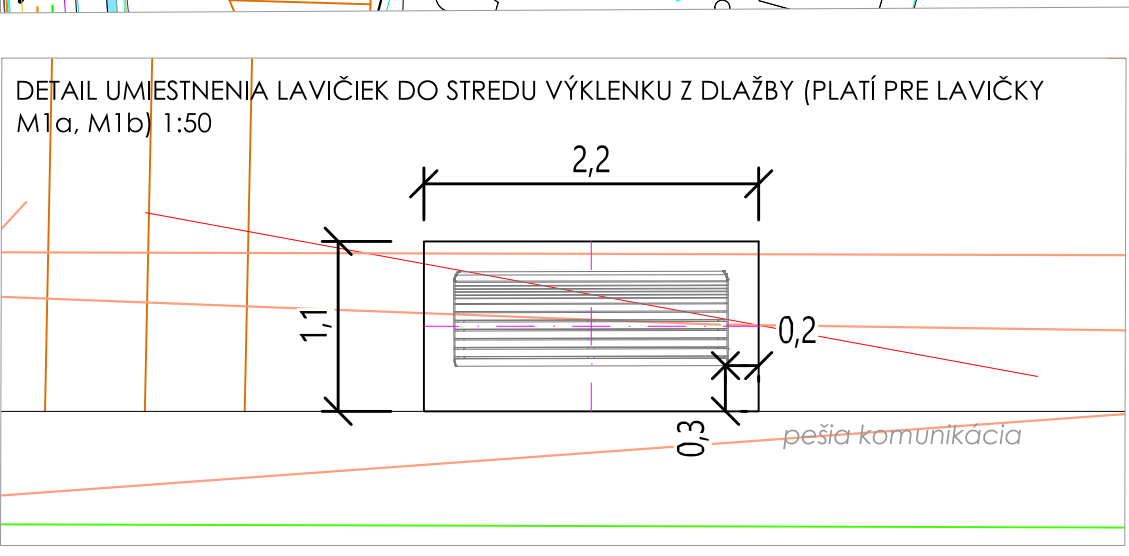 DETAIL UMIESTNENIA LAVIČIEK DO STREDU VÝKLENKU Z DLAŽBY (PLATÍ PRE LAVIČKY
M1a, M1b) 1:50
2,2
1,1
0,2
0,3
pešia komunikácia